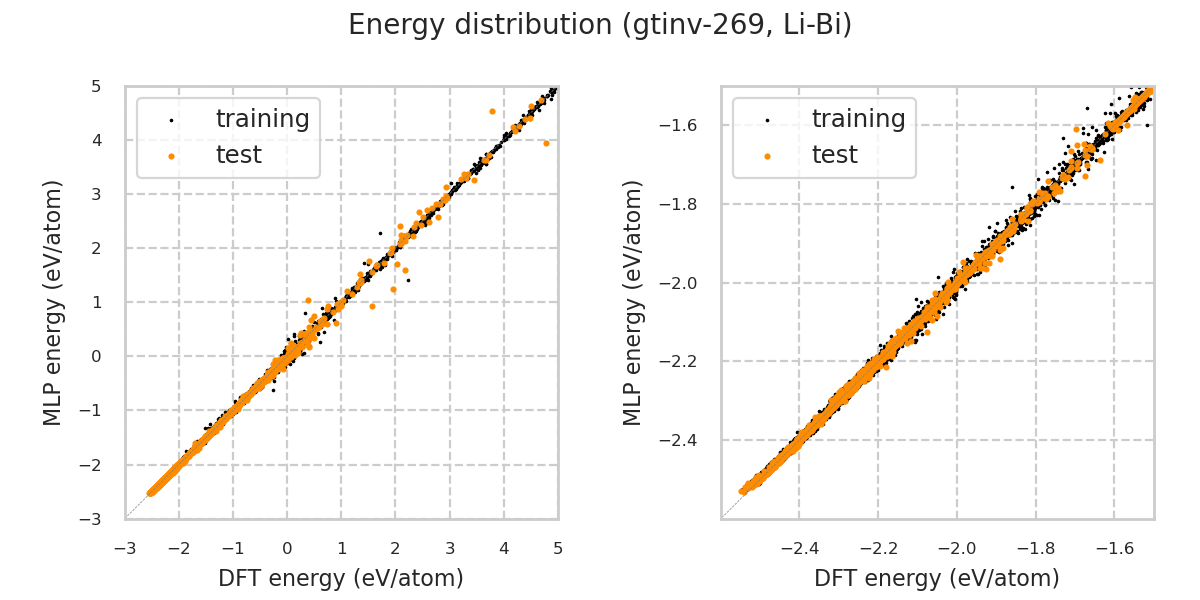 Energy distribution (gtinv-269, Li-Bi)
training
test
MLP energy (eV/atom)
5
4
3
2
1
0
−1
−2
−3
−3 −2 −1 0 1 2 3 4 5
DFT energy (eV/atom)
training
test
MLP energy (eV/atom)
−1.6
−1.8
−2.0
−2.2
−2.4
−2.4 −2.2 −2.0 −1.8 −1.6
DFT energy (eV/atom)